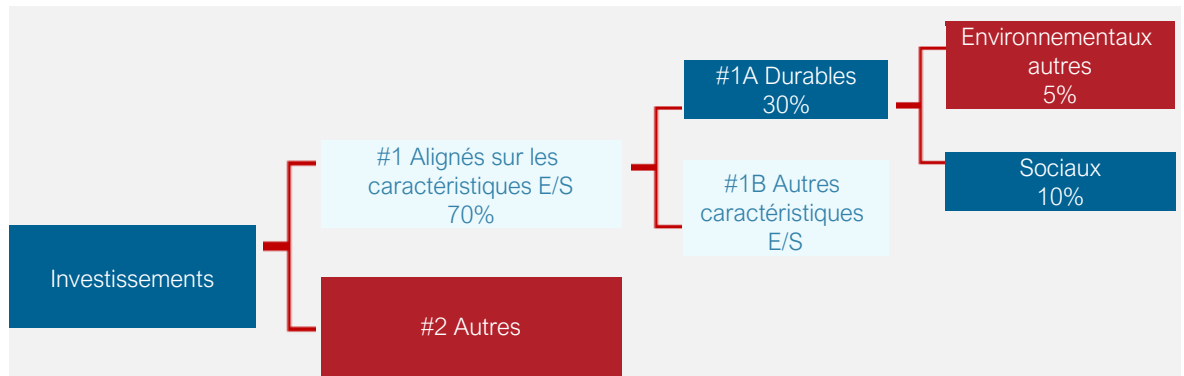 Investissements
#1 Alignés sur les
caractéristiques E/S
70%
#2 Autres
#1A Durables
30%
#1B Autres
caractéristiques
E/S
Environnementaux
autres
5%
Sociaux
10%